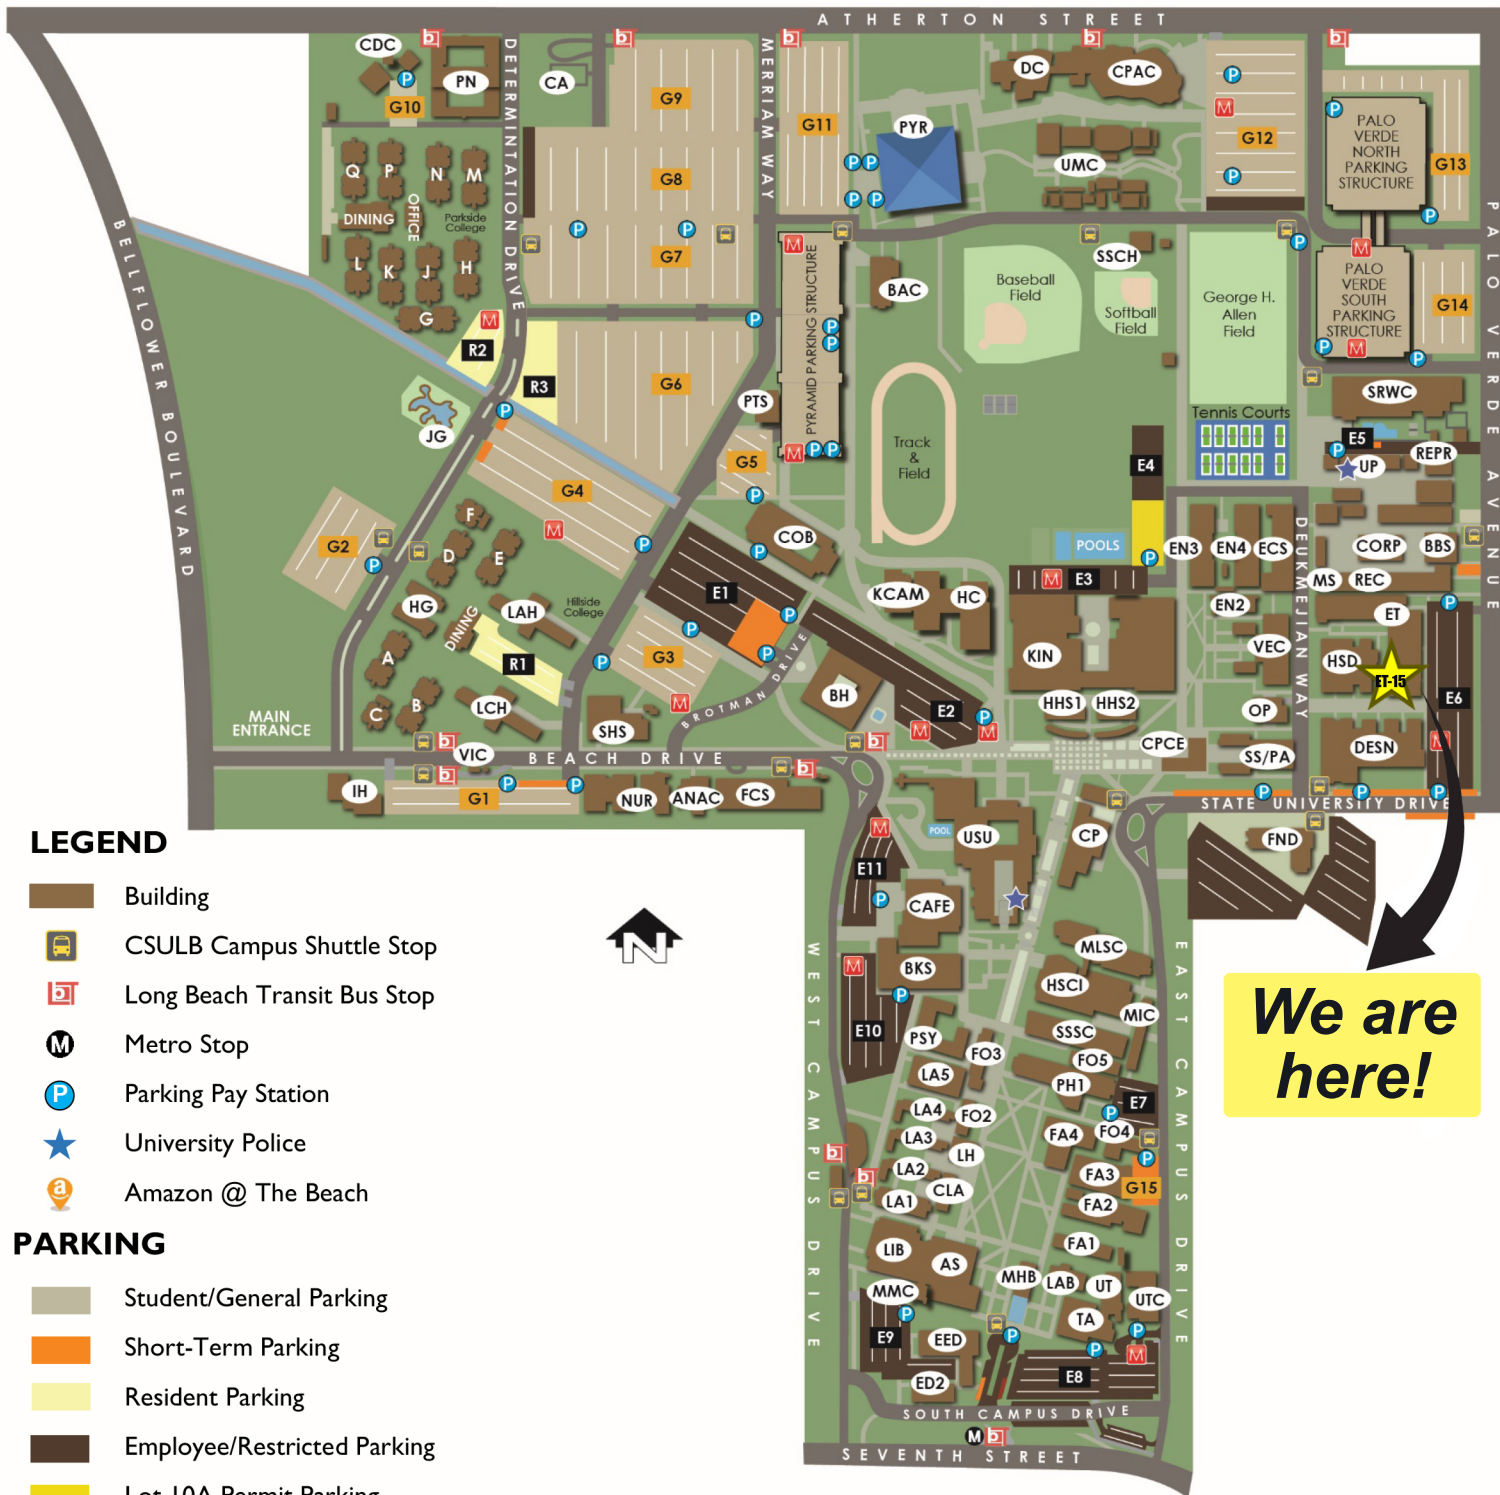 ATHERTON STREET
CDC
PN
G10
DETERMINTATION DRIVE
CA
G9
G8
G7
MERRIAM WAY
G11
PYR
DC
CPAC
UMC
G12
PALO
VERDE
NORTH
PARKING
STRUCTURE
G13
Q
P
N
M
DINING
OFFICE
Parkside
College
L
K
J
H
G
BELLFLOWER BOULEVARD
R2
R3
G6
JG
PYRAMID PARKING STRUCTURE
PTS
BAC
Baseball
Field
SSCH
Softball
Field
George H.
Allen
Field
PALO
VERDE
SOUTH
PARKING
STRUCTURE
G14
PALO VERDE AVENUE
SRWC
Tennis Courts
E5
UP
REPR
Track
&
Field
E4
G5
G4
G2
COB
POOLS
EN3
EN4
ECS
DEUKMEJIAN WAY
CORP
BBS
MS
REC
F
D
E
HG
LAH
Hillside
College
DINING
E1
KCAM
HC
E3
EN2
ET
A
R1
G3
BROTMAN DRIVE
KIN
VEC
HSD
ET-15
E6
BH
C
B
LCH
SHS
E2
HHS1
HHS2
OP
MAIN
ENTRANCE
VIC
BEACH DRIVE
CPCE
SS/PA
DESN
IH
G1
NUR
ANAC
FCS
STATE UNIVERSITY DRIVE
POOL
USU
CP
FND
E11
CAFE
BKS
WEST CAMPUS DRIVE
EAST CAMPUS DRIVE
MLSC
HSCI
MIC
E10
PSY
FO3
SSSC
FO5
LA5
PH1
E7
LA4
FO2
LA3
FA4
FO4
LH
LA2
FA3
G15
CLA
LA1
FA2
LIB
AS
FA1
MHB
LAB
UT
UTC
MMC
TA
E9
EED
ED2
E8
SOUTH CAMPUS DRIVE
M
SEVENTH STREET
N
We are
here!
LEGEND
Building
CSULB Campus Shuttle Stop
Long Beach Transit Bus Stop
M Metro Stop
P Parking Pay Station
University Police
a Amazon @ The Beach
PARKING
Student/General Parking
Short-Term Parking
Resident Parking
Employee/Restricted Parking
Lot 10A Permit Parking